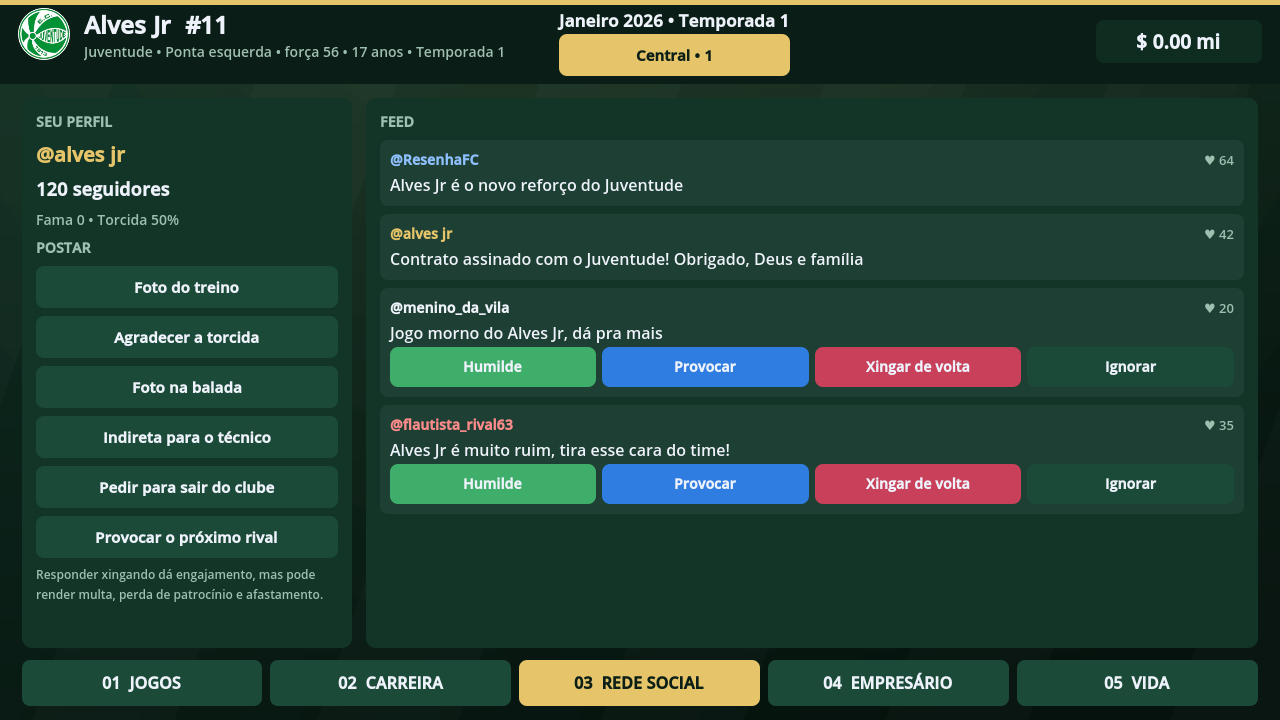 Alves Jr #11
Juventude • Ponta esquerda • força 56 • 17 anos • Temporada 1
Janeiro 2026 • Temporada 1
Central • 1
$ 0.00 mi
SEU PERFIL
@alves jr
120 seguidores
Fama 0 • Torcida 50%
POSTAR
Foto do treino
Agradecer a torcida
Foto na balada
Indireta para o técnico
Pedir para sair do clube
Provocar o próximo rival
Responder xingando dá engajamento, mas pode
render multa, perda de patrocínio e afastamento.
FEED
@ResenhaFC ♥ 64
Alves Jr é o novo reforço do Juventude
@alves jr ♥ 42
Contrato assinado com o Juventude! Obrigado, Deus e família
@menino_da_vila ♥ 20
Jogo morno do Alves Jr, dá pra mais
Humilde Provocar Xingar de volta Ignorar
@flautista_rival63 ♥ 35
Alves Jr é muito ruim, tira esse cara do time!
Humilde Provocar Xingar de volta Ignorar
01 JOGOS 02 CARREIRA 03 REDE SOCIAL 04 EMPRESÁRIO 05 VIDA